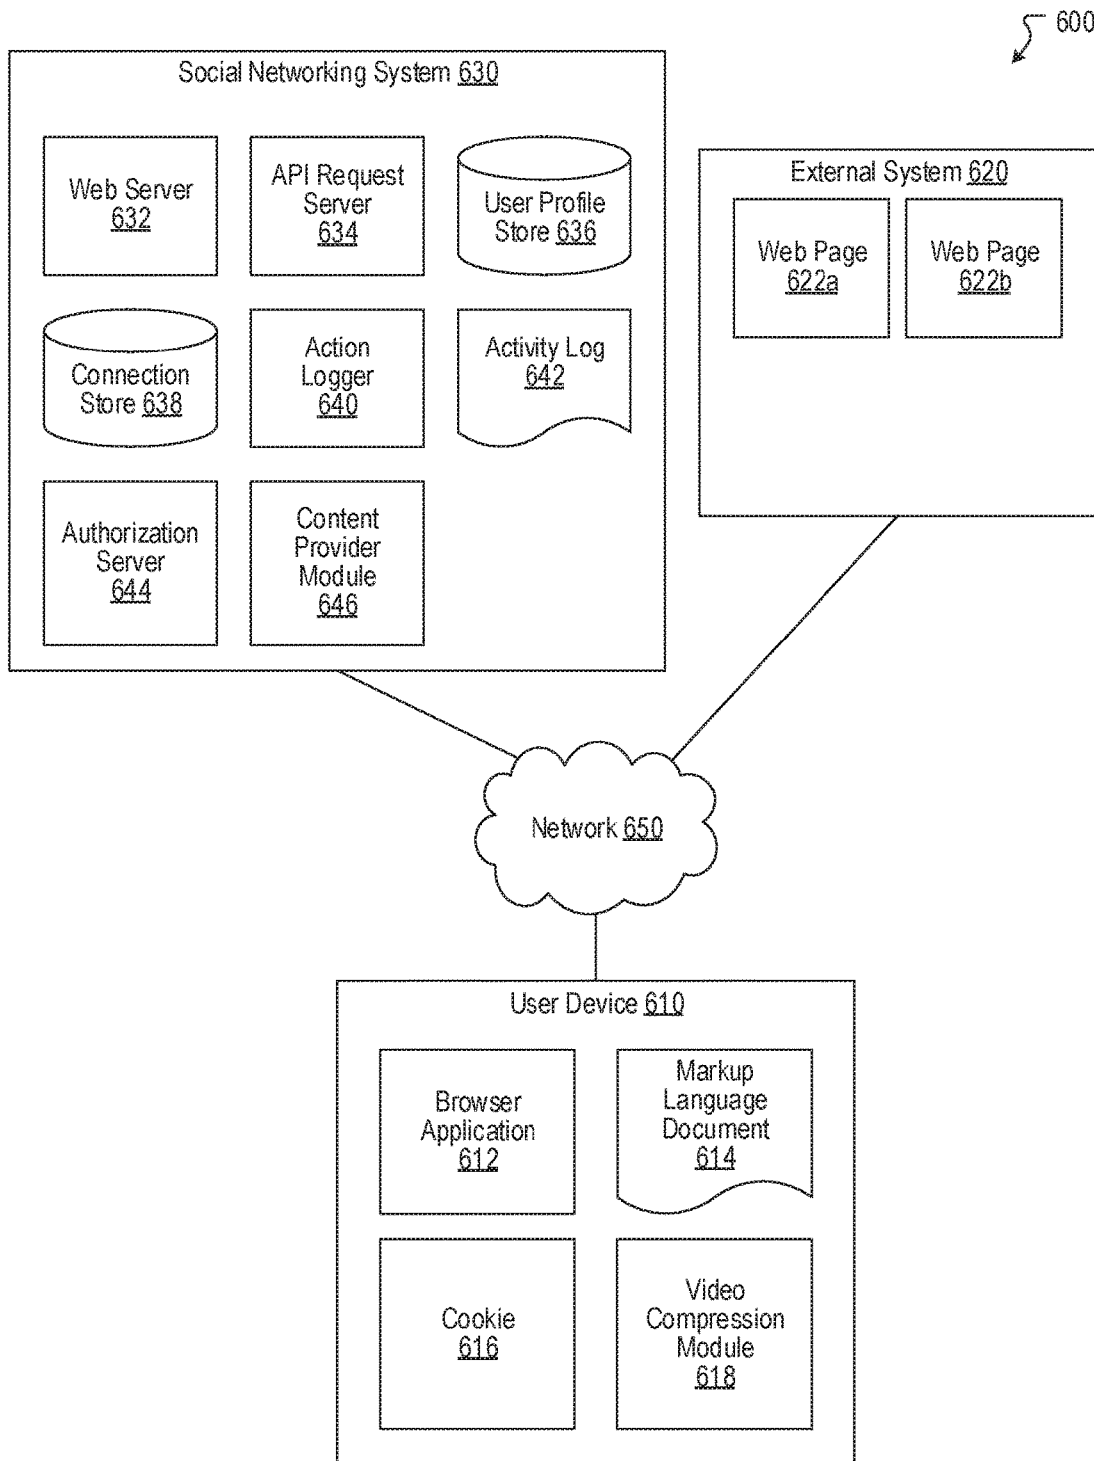 600
Social Networking System 630
Web Server
632
API Request
Server
634
User Profile
Store 636
Connection
Store 638
Action
Logger
640
Activity Log
642
Authorization
Server
644
Content
Provider
Module
646
External System 620
Web Page
622a
Web Page
622b
Network 650
User Device 610
Browser
Application
612
Markup
Language
Document
614
Cookie
616
Video
Compression
Module
618